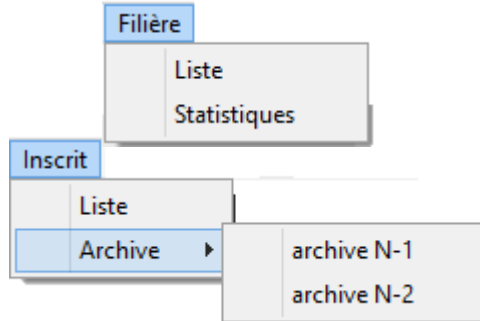 Filière
Liste
Statistiques
Inscrit
Liste
Archive
archive N-1
archive N-2